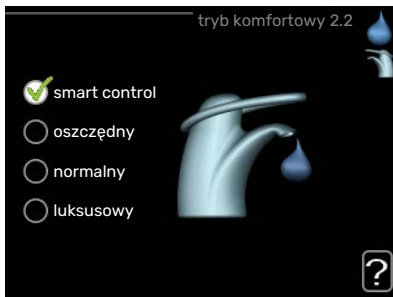 tryb komfortowy 2.2
smart control
oszczędny
normalny
luksusowy
?